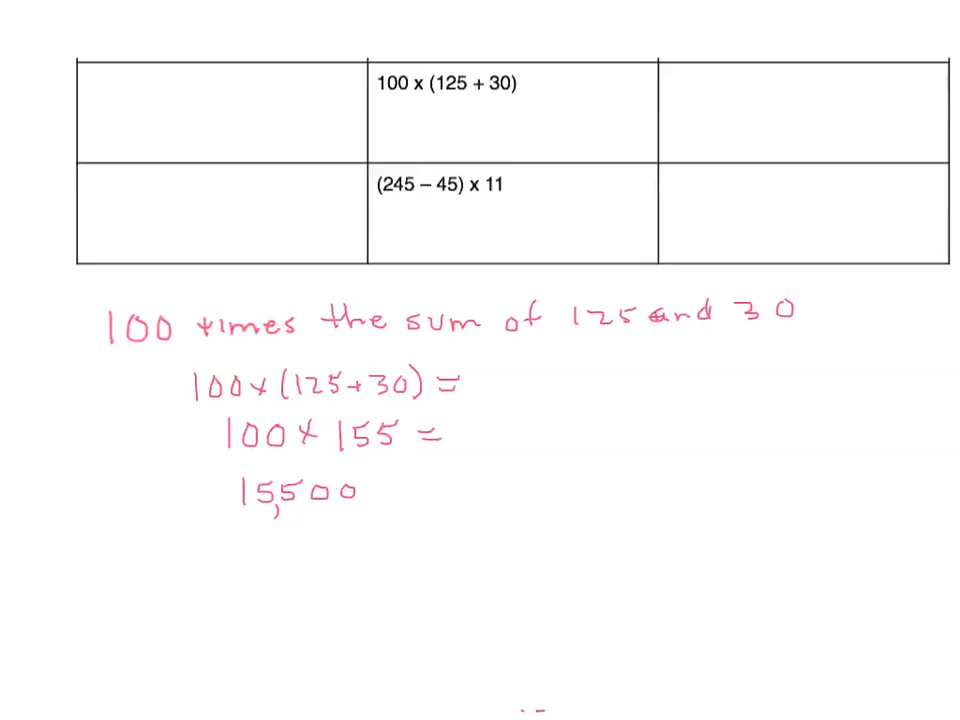 100 x (125 + 30)
(245 – 45) x 11
100 times the sum of 125 and 30
100 x (125 + 30) =
100 x 155 =
15,500